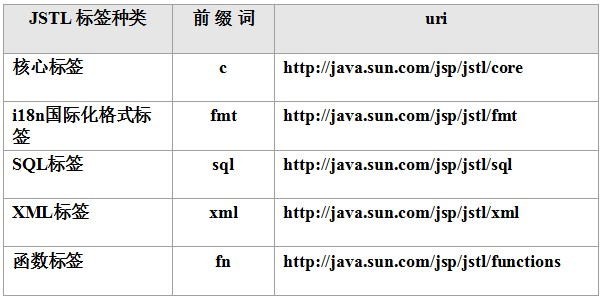 JSTL 标签种类 前 缀 词 uri
核心标签 c http://java.sun.com/jsp/jstl/core
i18n国际化格式标 fmt http://java.sun.com/jsp/jstl/fmt
签
SQL标签 sql http://java.sun.com/jsp/jstl/sql
XML标签 xml http://java.sun.com/jsp/jstl/xml
函数标签 fn http://java.sun.com/jsp/jstl/functions